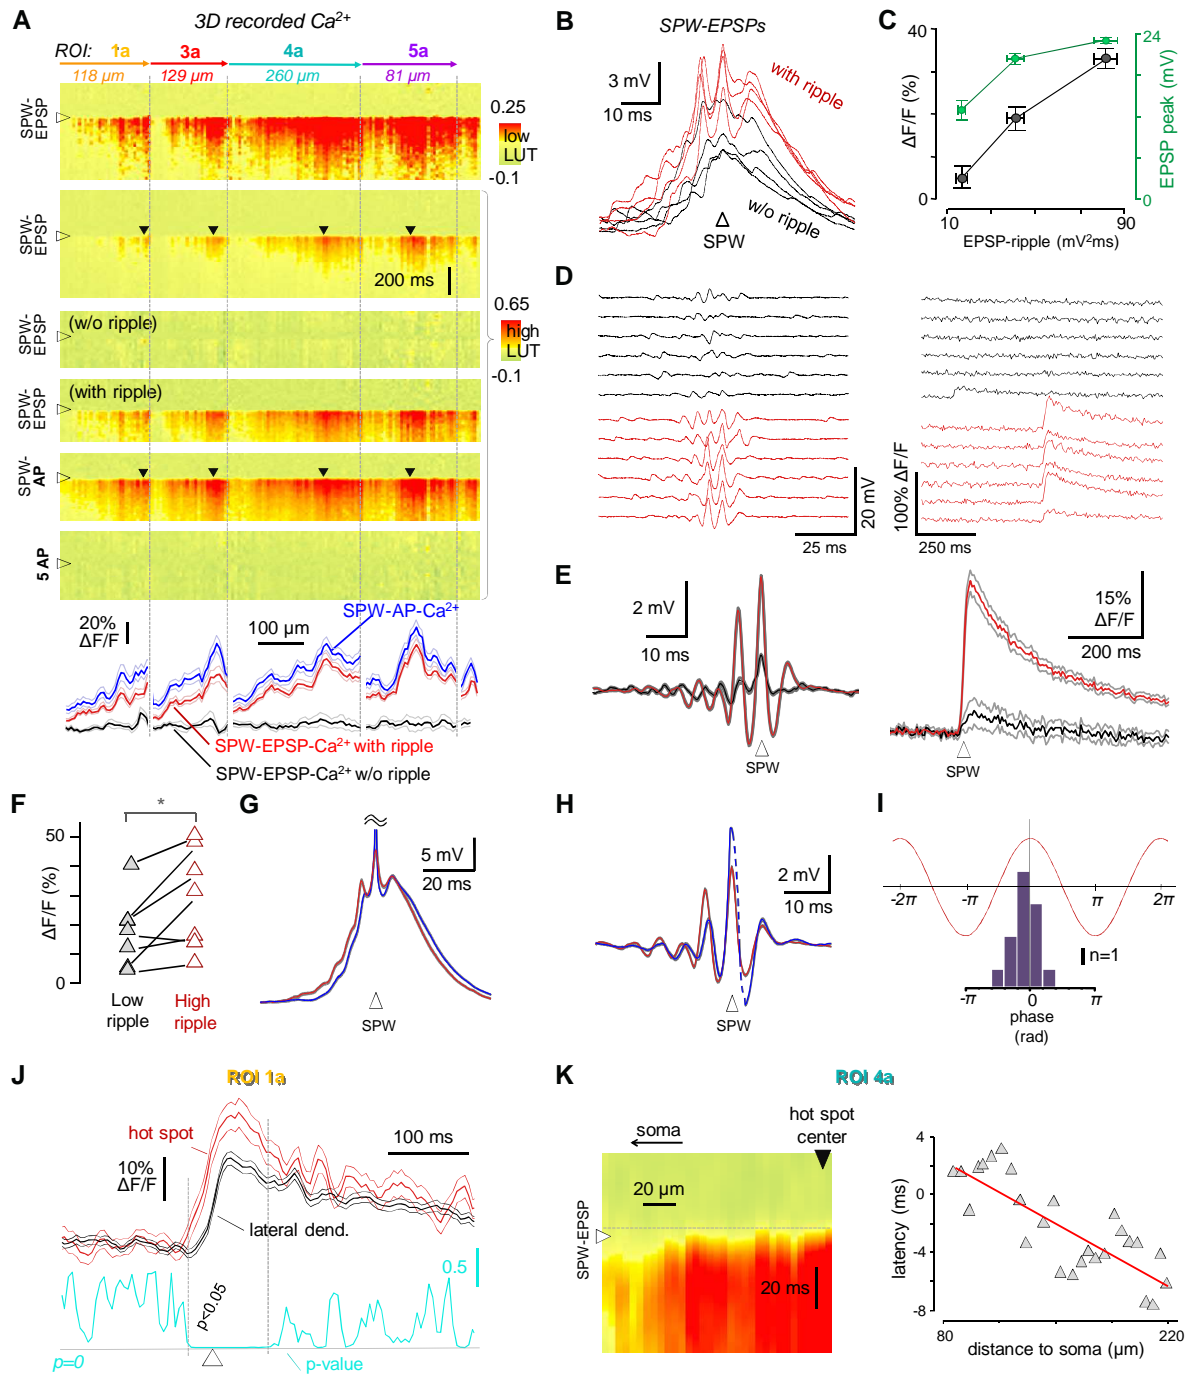 A
3D recorded Ca²⁺
ROI: 1a 3a 4a 5a
118 µm 129 µm 260 µm 81 µm
SPW-
EPSP
0.25
low
LUT
-0.1
SPW-
EPSP
200 ms
(w/o ripple)
SPW-
EPSP
0.65
high
LUT
-0.1
(with ripple)
SPW-
EPSP
SPW-
AP
5 AP
20%
ΔF/F
100 µm
SPW-AP-Ca²⁺
SPW-EPSP-Ca²⁺ with ripple
SPW-EPSP-Ca²⁺ w/o ripple
B
SPW-EPSPs
3 mV
10 ms
with ripple
w/o ripple
SPW
C
40
ΔF/F (%)
0
24
EPSP peak (mV)
0
10 90
EPSP-ripple (mV²ms)
D
20 mV
25 ms
100% ΔF/F
250 ms
E
2 mV
10 ms
SPW
15%
ΔF/F
200 ms
SPW
F
*
50
ΔF/F (%)
0
Low
ripple
High
ripple
G
5 mV
20 ms
SPW
H
2 mV
10 ms
SPW
I
-2π -π π 2π
n=1
-π 0 π
phase
(rad)
J
ROI 1a
hot spot
100 ms
10%
ΔF/F
lateral dend.
0.5
p<0.05
p=0
p-value
K
ROI 4a
soma
hot spot
center
20 µm
SPW-EPSP
20 ms
4
0
-4
-8
latency (ms)
80 220
distance to soma (µm)